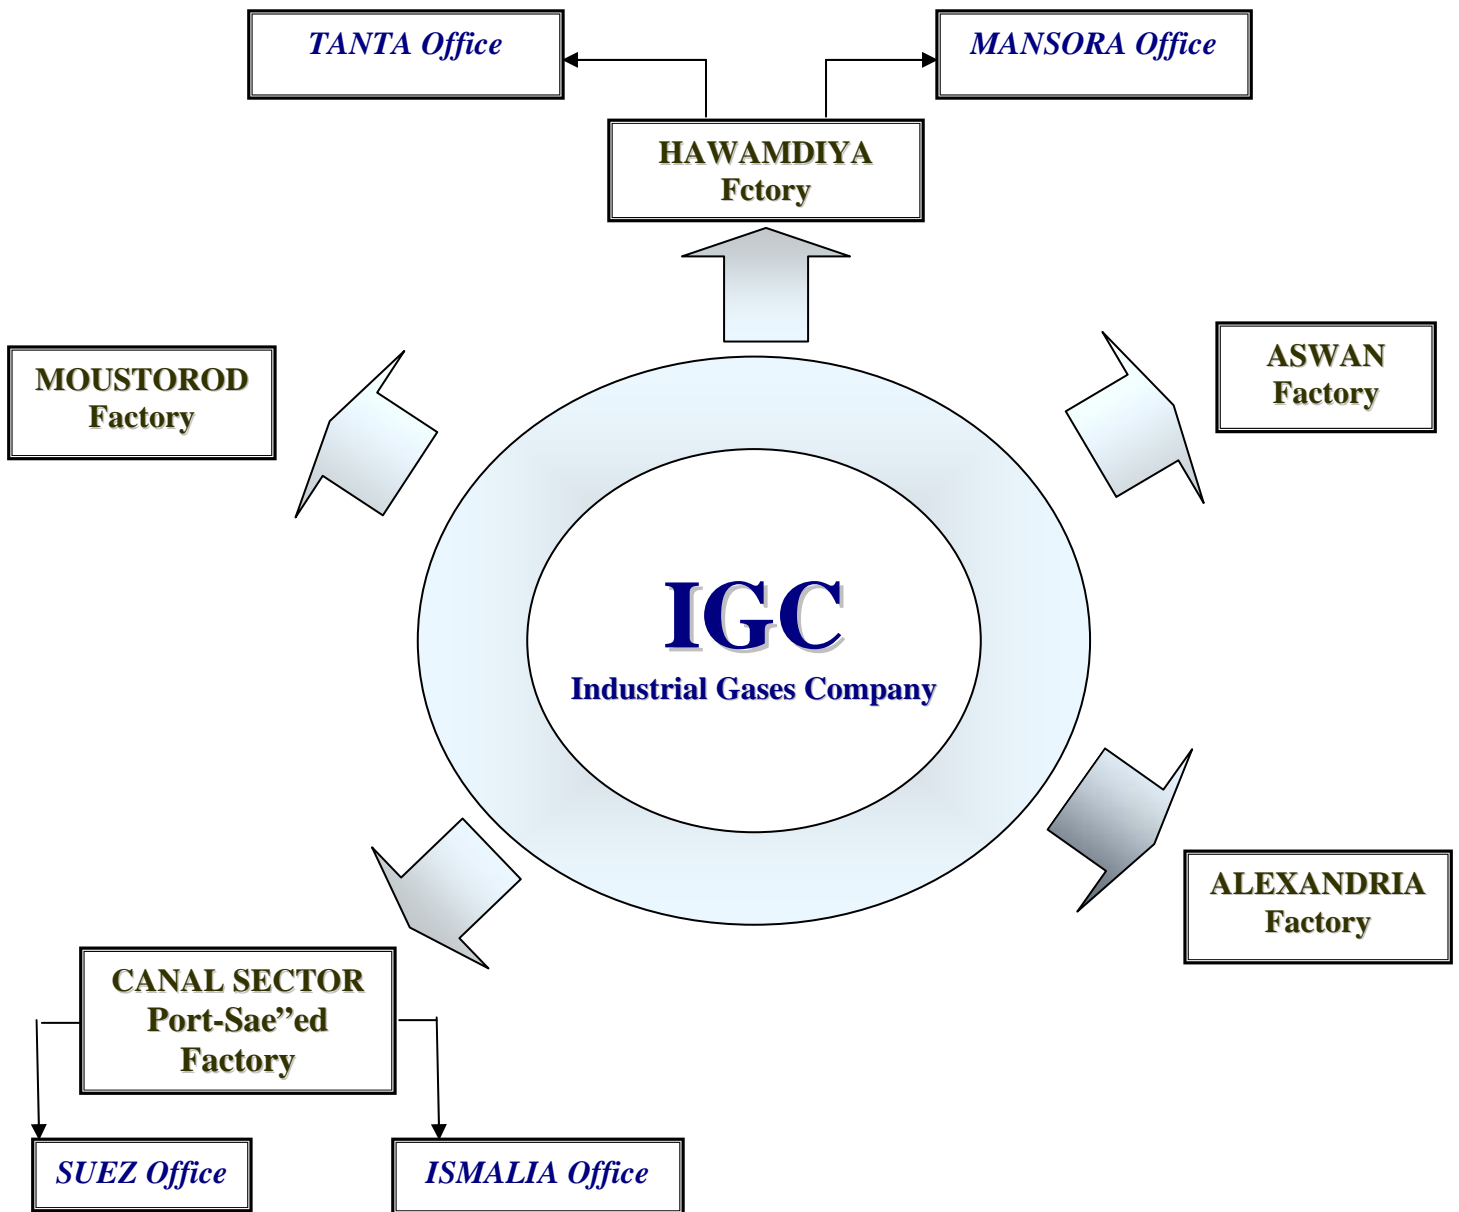 TANTA Office
MANSORA Office
HAWAMDIYA
Fctory
MOUSTOROD
Factory
ASWAN
Factory
IGC
Industrial Gases Company
ALEXANDRIA
Factory
CANAL SECTOR
Port-Sae”ed
Factory
SUEZ Office
ISMALIA Office